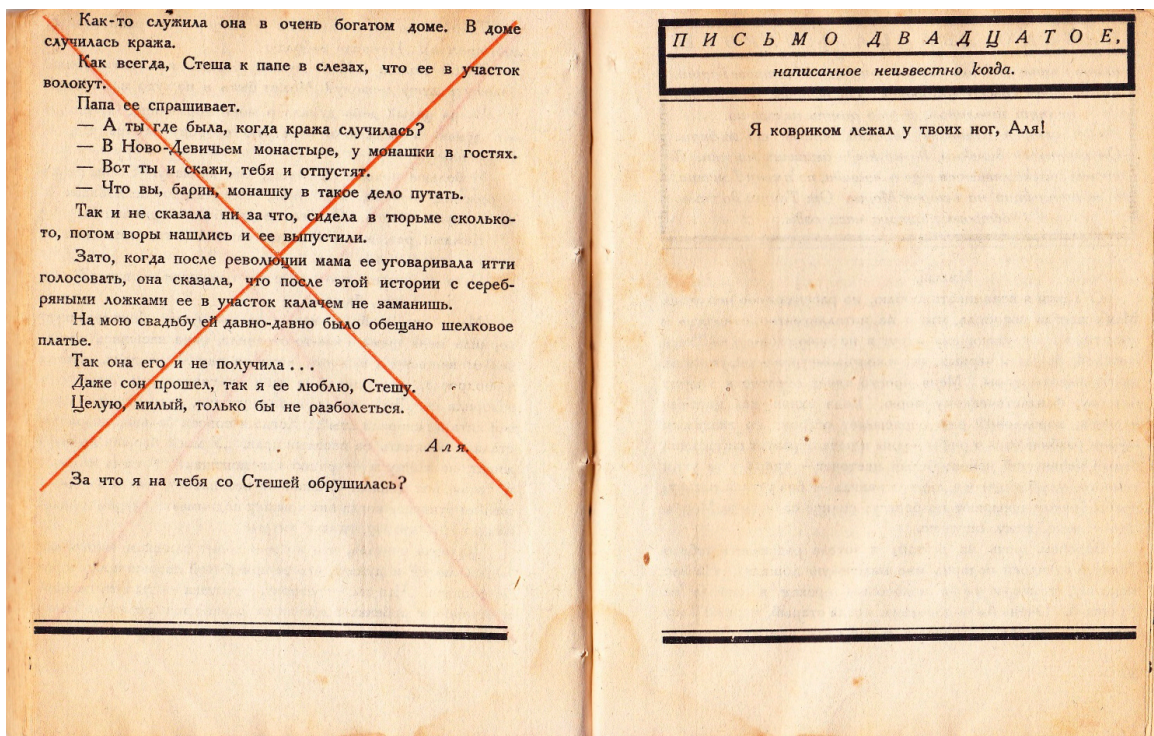 Как-то служила она в очень богатом доме. В доме
случилась кража.
Как всегда, Стеша к папе в слезах, что ее в участок
волокут.
Папа ее спрашивает.
— А ты где была, когда кража случилась?
— В Ново-Девичьем монастыре, у монашки в гостях.
— Вот ты и скажи, тебя и отпустят.
— Что вы, барин, монашку в такое дело путать.
Так и не сказала ни за что, сидела в тюрьме сколько-
то, потом воры нашлись и ее выпустили.
Зато, когда после революции мама ее уговаривала итти
голосовать, она сказала, что после этой истории с сереб-
ряными ложками ее в участок калачем не заманишь.
На мою свадьбу ей давно-давно было обещано шелковое
платье.
Так она его и не получила...
Даже сон прошел, так я ее люблю, Стешу.
Целую, милый, только бы не разболеться.
Аля.
За что я на тебя со Стешей обрушилась?
ПИСЬМО ДВАДЦАТОЕ,
написанное неизвестно когда.
Я ковриком лежал у твоих ног, Аля!